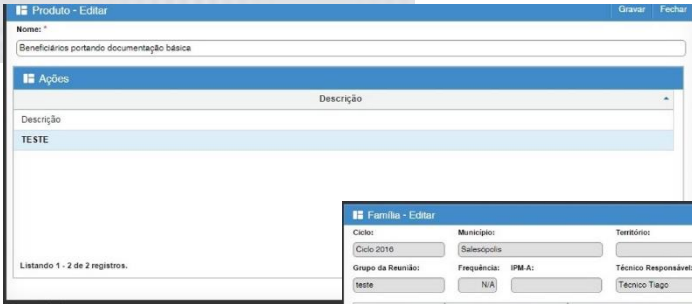 Produto - Editar
Gravar Fechar
Nome: *
Beneficiários portando documentação básica
Ações
Descrição
Descrição
TESTE
Listando 1 - 2 de 2 registros.
Família - Editar
Ciclo: Município: Território:
Ciclo 2016 Salesópolis
Grupo da Reunião: Frequência: IPM-A: Técnico Responsável:
teste N/A Técnico Tiago